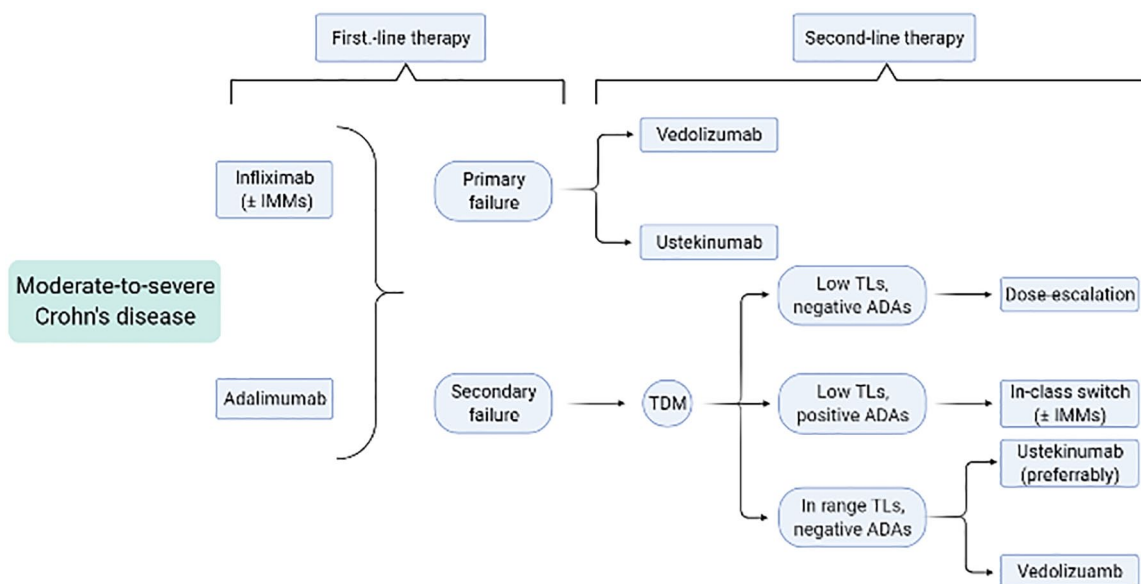 First.-line therapy
Second-line therapy
Moderate-to-severe
Crohn's disease
Infliximab
(± IMMs)
Adalimumab
Primary
failure
Secondary
failure
Vedolizumab
Ustekinumab
TDM
Low TLs,
negative ADAs
Dose-escalation
Low TLs,
positive ADAs
In-class switch
(± IMMs)
In range TLs,
negative ADAs
Ustekinumab
(preferrably)
Vedolizuamb